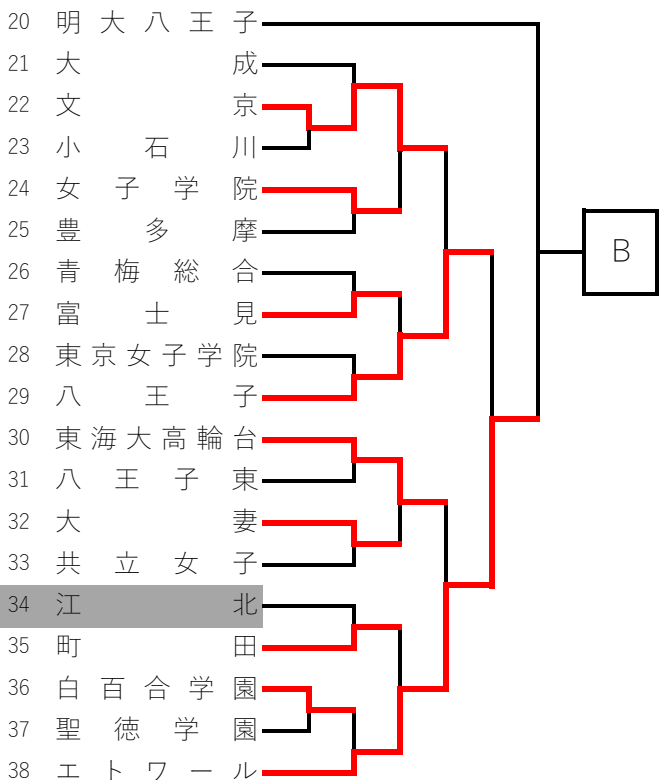 20 明大八王子
21 大成
22 文京
23 小石川
24 女子学院
25 豊多摩
26 青梅総合
27 富士見
28 東京女子学院
29 八王子
30 東海大高輪台
31 八王子東
32 大妻
33 共立女子
34 江北
35 町田
36 白百合学園
37 聖徳学園
38 エトワール
B